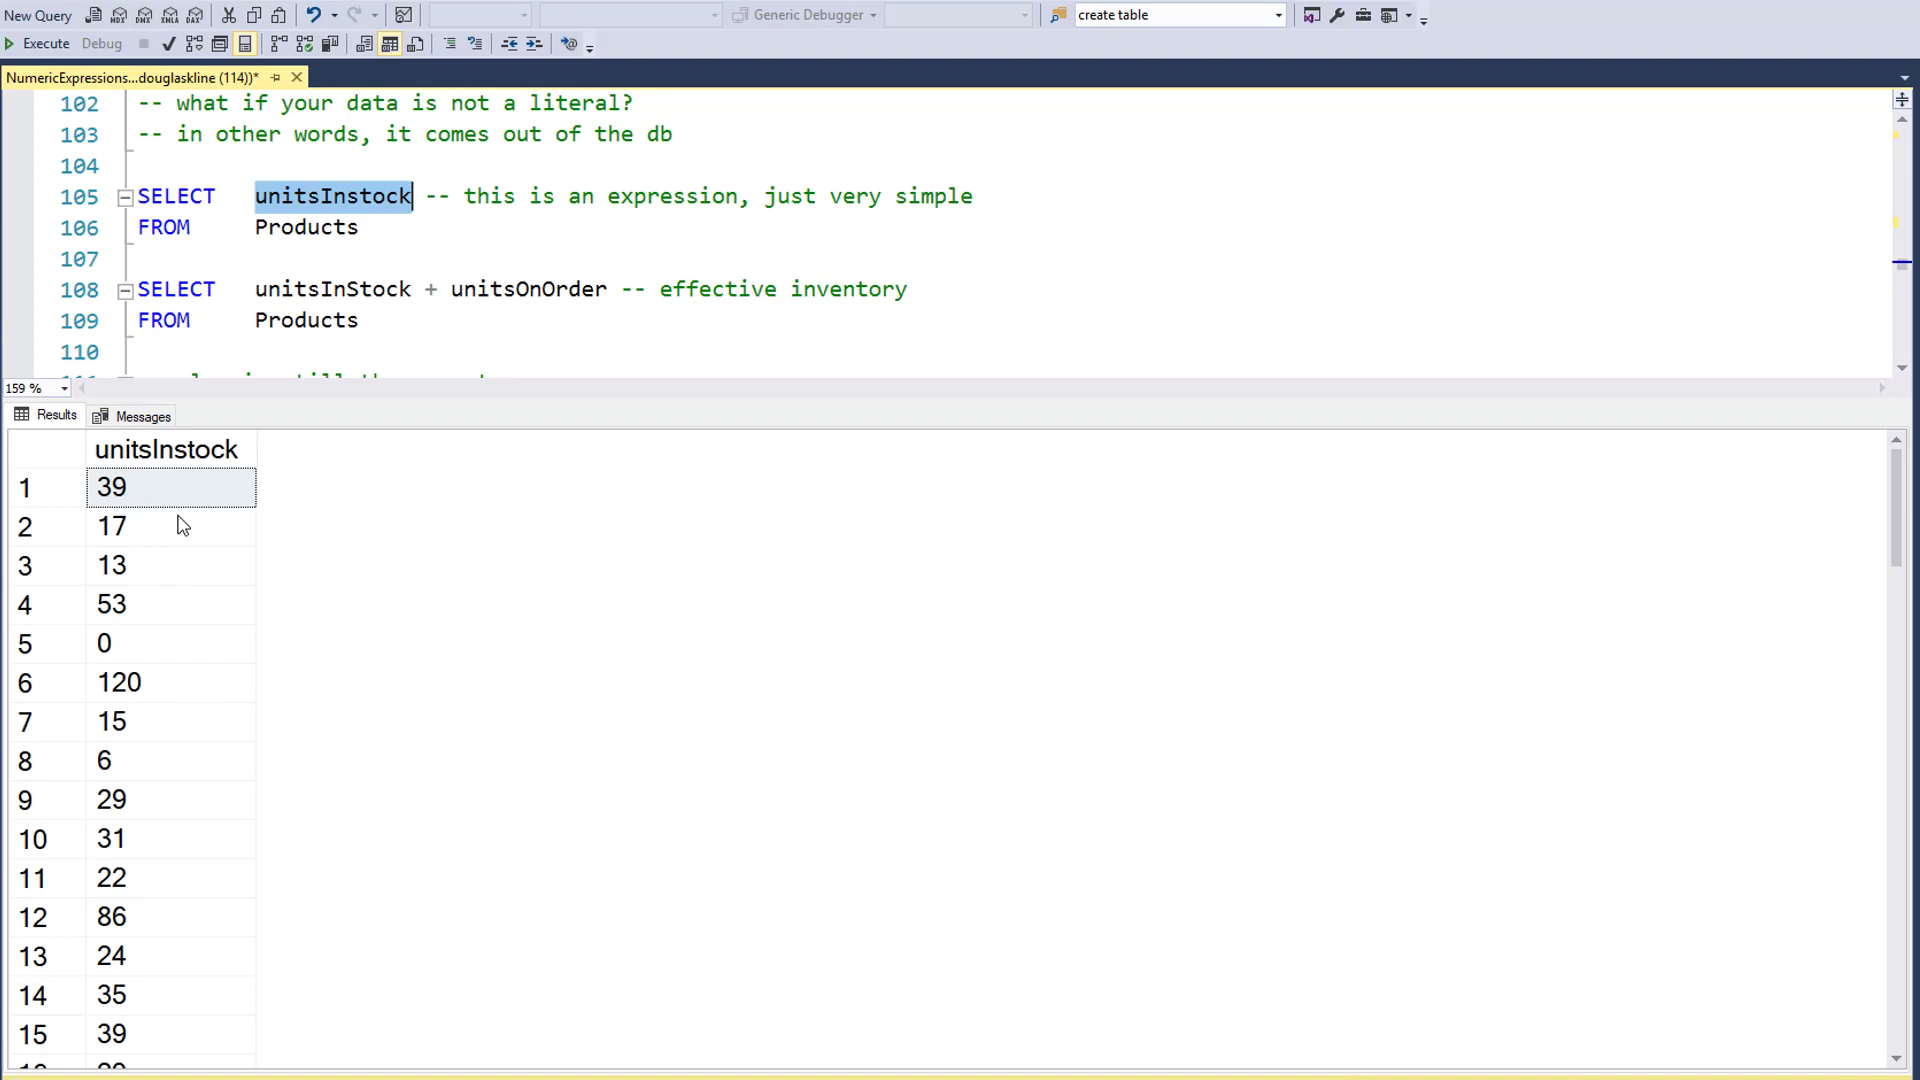 New Query MDX DMX XMLA DAX Generic Debugger create table
Execute Debug
NumericExpressions...douglaskline (114))*
102 -- what if your data is not a literal?
103 -- in other words, it comes out of the db
104
105 SELECT unitsInstock -- this is an expression, just very simple
106 FROM Products
107
108 SELECT unitsInStock + unitsOnOrder -- effective inventory
109 FROM Products
110
159 %
Results Messages
unitsInstock
1 39
2 17
3 13
4 53
5 0
6 120
7 15
8 6
9 29
10 31
11 22
12 86
13 24
14 35
15 39